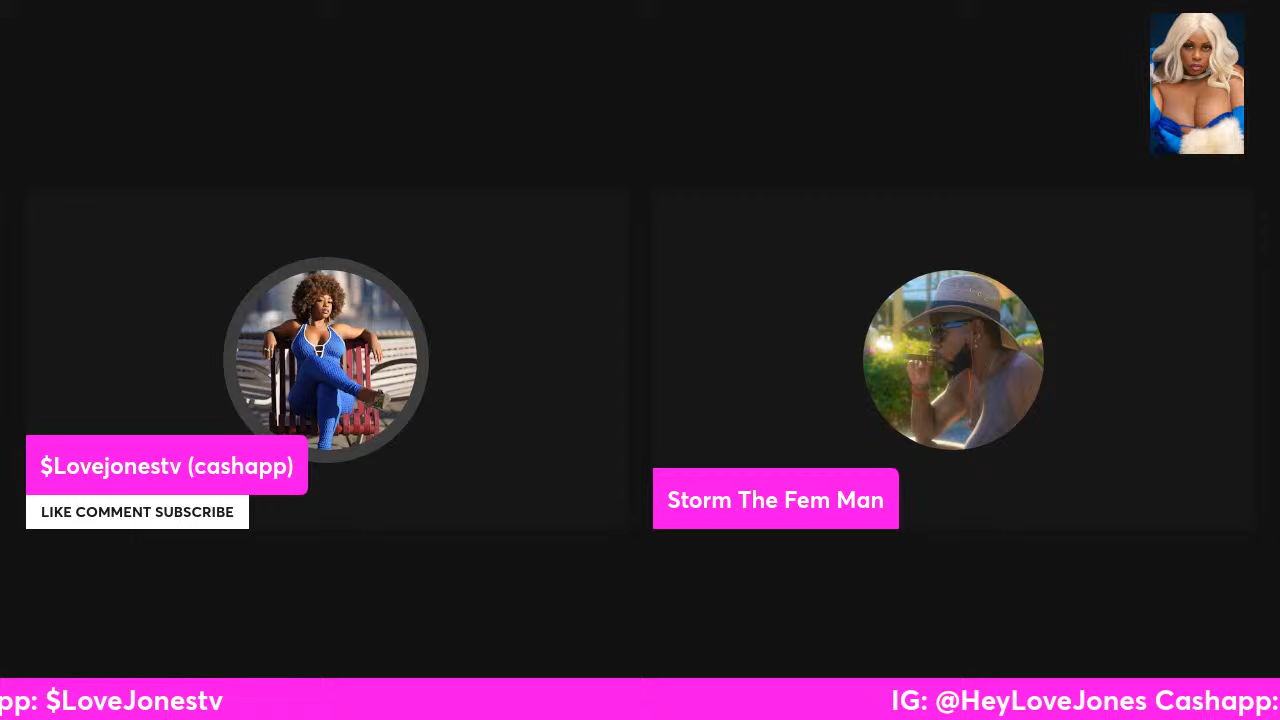 $Lovejonestv (cashapp)
LIKE COMMENT SUBSCRIBE
Storm The Fem Man
pp: $LoveJonestv
IG: @HeyLoveJones Cashapp: